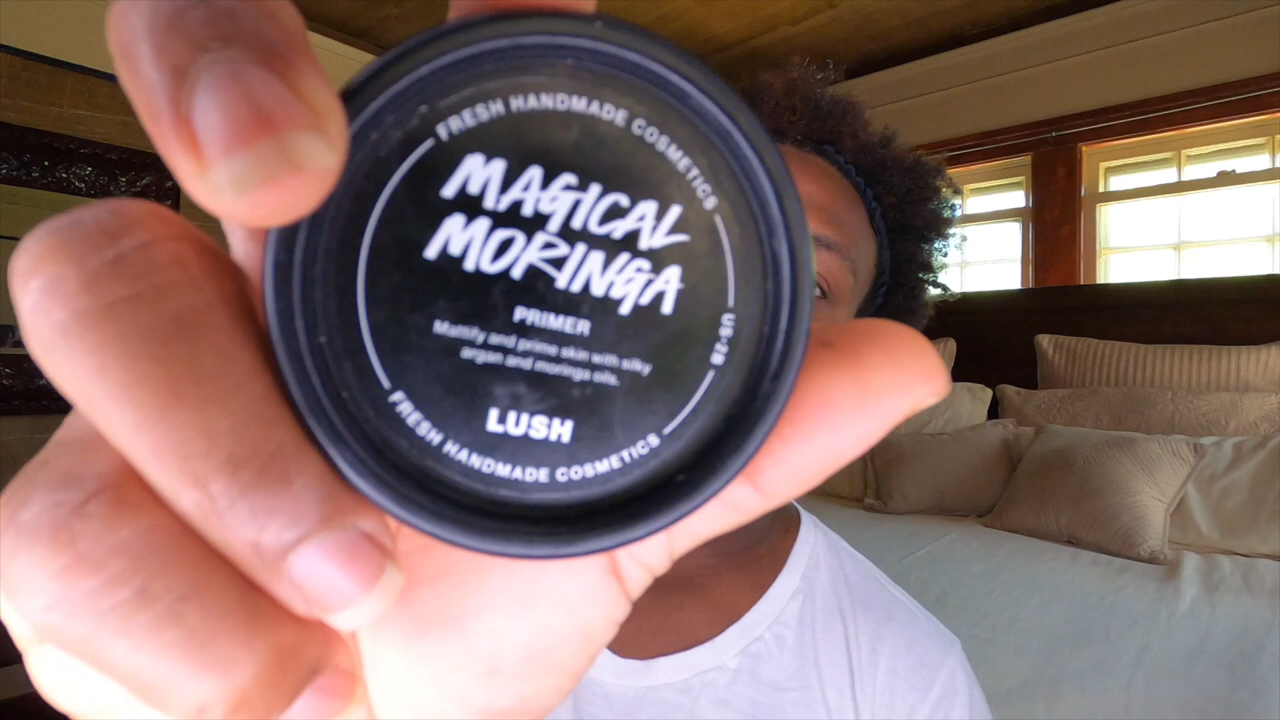 FRESH HANDMADE COSMETICS
MAGICAL
MORINGA
PRIMER
Mattify and prime skin with silky
argan and moringa oils.
US-2B
LUSH
FRESH HANDMADE COSMETICS